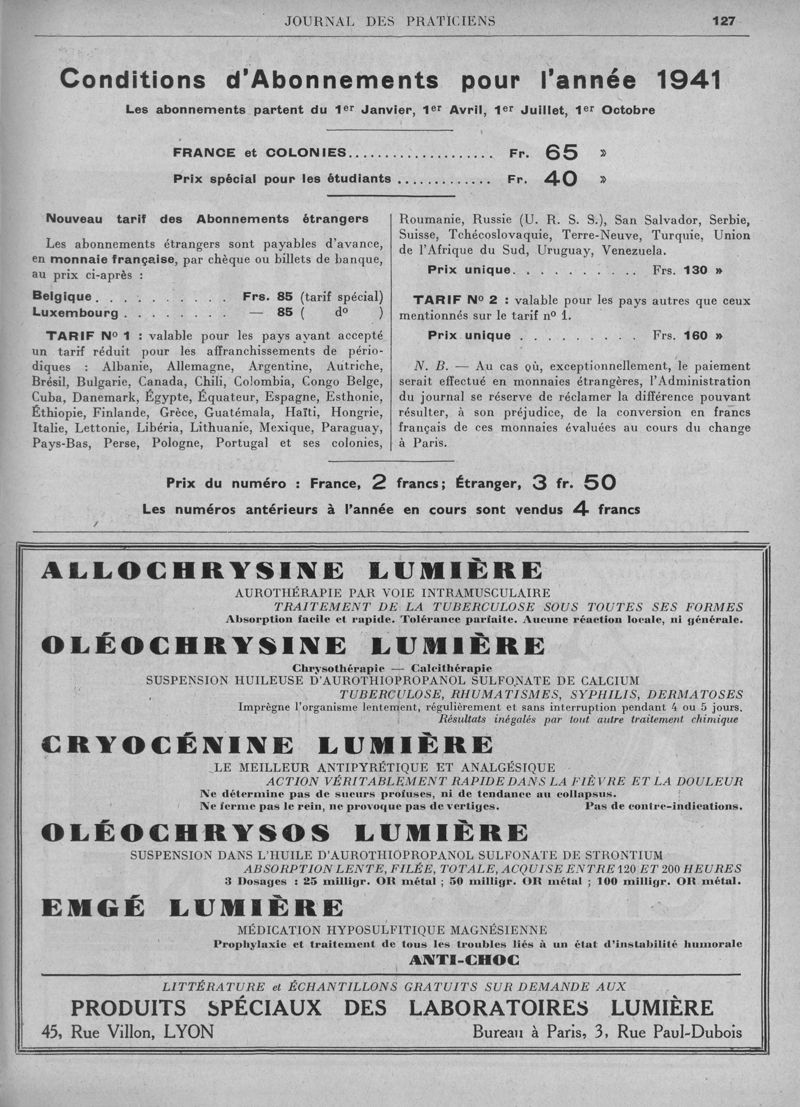 JOURNAL DES PRATICIENS 127
Conditions d'Abonnements pour l'année 1941
Les abonnements partent du 1er Janvier, 1er Avril, 1er Juillet, 1er Octobre
FRANCE et COLONIES.................... Fr. 65 »
Prix spécial pour les étudiants ............. Fr. 40 »
Nouveau tarif des Abonnements étrangers
Les abonnements étrangers sont payables d'avance,
en monnaie française, par chèque ou billets de banque,
au prix ci-après :
Belgique . . . . . . . . . . Frs. 85 (tarif spécial)
Luxembourg . . . . . . . . — 85 ( do )
TARIF No 1 : valable pour les pays ayant accepté
un tarif réduit pour les affranchissements de pério-
diques : Albanie, Allemagne, Argentine, Autriche,
Brésil, Bulgarie, Canada, Chili, Colombia, Congo Belge,
Cuba, Danemark, Égypte, Équateur, Espagne, Esthonie,
Éthiopie, Finlande, Grèce, Guatémala, Haïti, Hongrie,
Italie, Lettonie, Libéria, Lithuanie, Mexique, Paraguay,
Pays-Bas, Perse, Pologne, Portugal et ses colonies,
Roumanie, Russie (U. R. S. S.), San Salvador, Serbie,
Suisse, Tchécoslovaquie, Terre-Neuve, Turquie, Union
de l'Afrique du Sud, Uruguay, Venezuela.
Prix unique. . . . . . . . . . Frs. 130 »
TARIF No 2 : valable pour les pays autres que ceux
mentionnés sur le tarif no 1.
Prix unique . . . . . . . . . Frs. 160 »
N. B. — Au cas où, exceptionnellement, le paiement
serait effectué en monnaies étrangères, l'Administration
du journal se réserve de réclamer la différence pouvant
résulter, à son préjudice, de la conversion en francs
français de ces monnaies évaluées au cours du change
à Paris.
Prix du numéro : France, 2 francs; Étranger, 3 fr. 50
Les numéros antérieurs à l'année en cours sont vendus 4 francs
ALLOCHRYSINE LUMIÈRE
AUROTHÉRAPIE PAR VOIE INTRAMUSCULAIRE
TRAITEMENT DE LA TUBERCULOSE SOUS TOUTES SES FORMES
Absorption facile et rapide. Tolérance parfaite. Aucune réaction locale, ni générale.
OLÉOCHRYSINE LUMIÈRE
Chrysothérapie — Calcithérapie
SUSPENSION HUILEUSE D'AUROTHIOPROPANOL SULFONATE DE CALCIUM
TUBERCULOSE, RHUMATISMES, SYPHILIS, DERMATOSES
Imprègne l'organisme lentement, régulièrement et sans interruption pendant 4 ou 5 jours.
Résultats inégalés par tout autre traitement chimique
CRYOCÉNINE LUMIÈRE
LE MEILLEUR ANTIPYRÉTIQUE ET ANALGÉSIQUE
ACTION VÉRITABLEMENT RAPIDE DANS LA FIÈVRE ET LA DOULEUR
Ne détermine pas de sueurs profuses, ni de tendance au collapsus.
Ne ferme pas le rein, ne provoque pas de vertiges. Pas de contre-indications.
OLÉOCHRYSOS LUMIÈRE
SUSPENSION DANS L'HUILE D'AUROTHIOPROPANOL SULFONATE DE STRONTIUM
ABSORPTION LENTE, FILÉE, TOTALE, ACQUISE ENTRE 120 ET 200 HEURES
3 Dosages : 25 milligr. OR métal ; 50 milligr. OR métal ; 100 milligr. OR métal.
EMGÉ LUMIÈRE
MÉDICATION HYPOSULFITIQUE MAGNÉSIENNE
Prophylaxie et traitement de tous les troubles liés à un état d'instabilité humorale
ANTI-CHOC
LITTÉRATURE et ÉCHANTILLONS GRATUITS SUR DEMANDE AUX
PRODUITS SPÉCIAUX DES LABORATOIRES LUMIÈRE
45, Rue Villon, LYON Bureau à Paris, 3, Rue Paul-Dubois